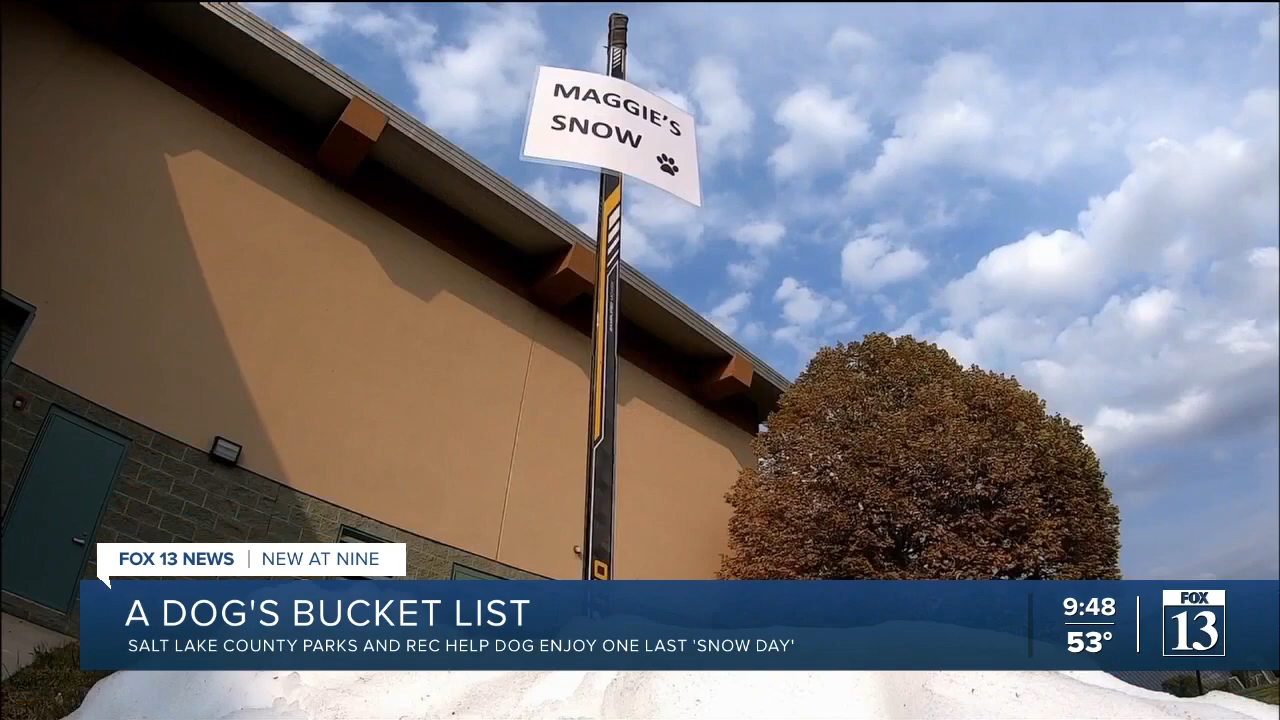 MAGGIE'S
SNOW
FOX 13 NEWS | NEW AT NINE
A DOG'S BUCKET LIST
SALT LAKE COUNTY PARKS AND REC HELP DOG ENJOY ONE LAST 'SNOW DAY'
9:48
53°
FOX
13